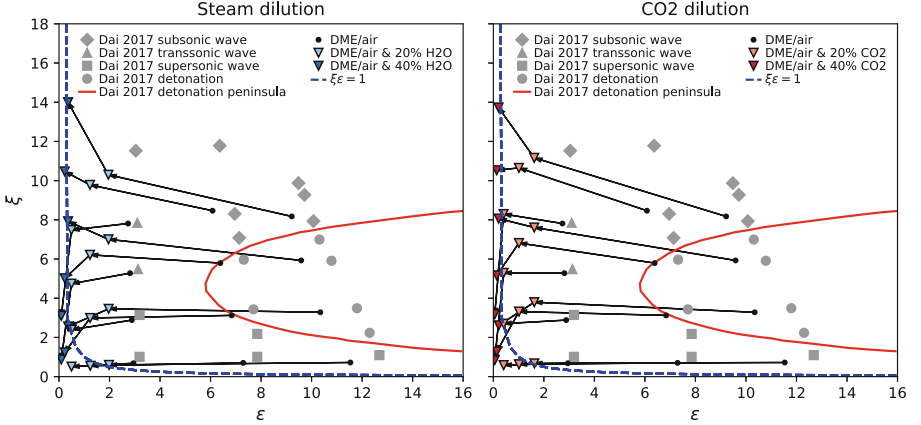 Steam dilution
CO2 dilution
Dai 2017 subsonic wave
Dai 2017 transsonic wave
Dai 2017 supersonic wave
Dai 2017 detonation
Dai 2017 detonation peninsula
DME/air
DME/air & 20% H2O
DME/air & 40% H2O
ξε = 1
Dai 2017 subsonic wave
Dai 2017 transsonic wave
Dai 2017 supersonic wave
Dai 2017 detonation
Dai 2017 detonation peninsula
DME/air
DME/air & 20% CO2
DME/air & 40% CO2
ξε = 1
18
16
14
12
10
8
6
4
2
0
ξ
0 2 4 6 8 10 12 14 16
ε
0 2 4 6 8 10 12 14 16
ε